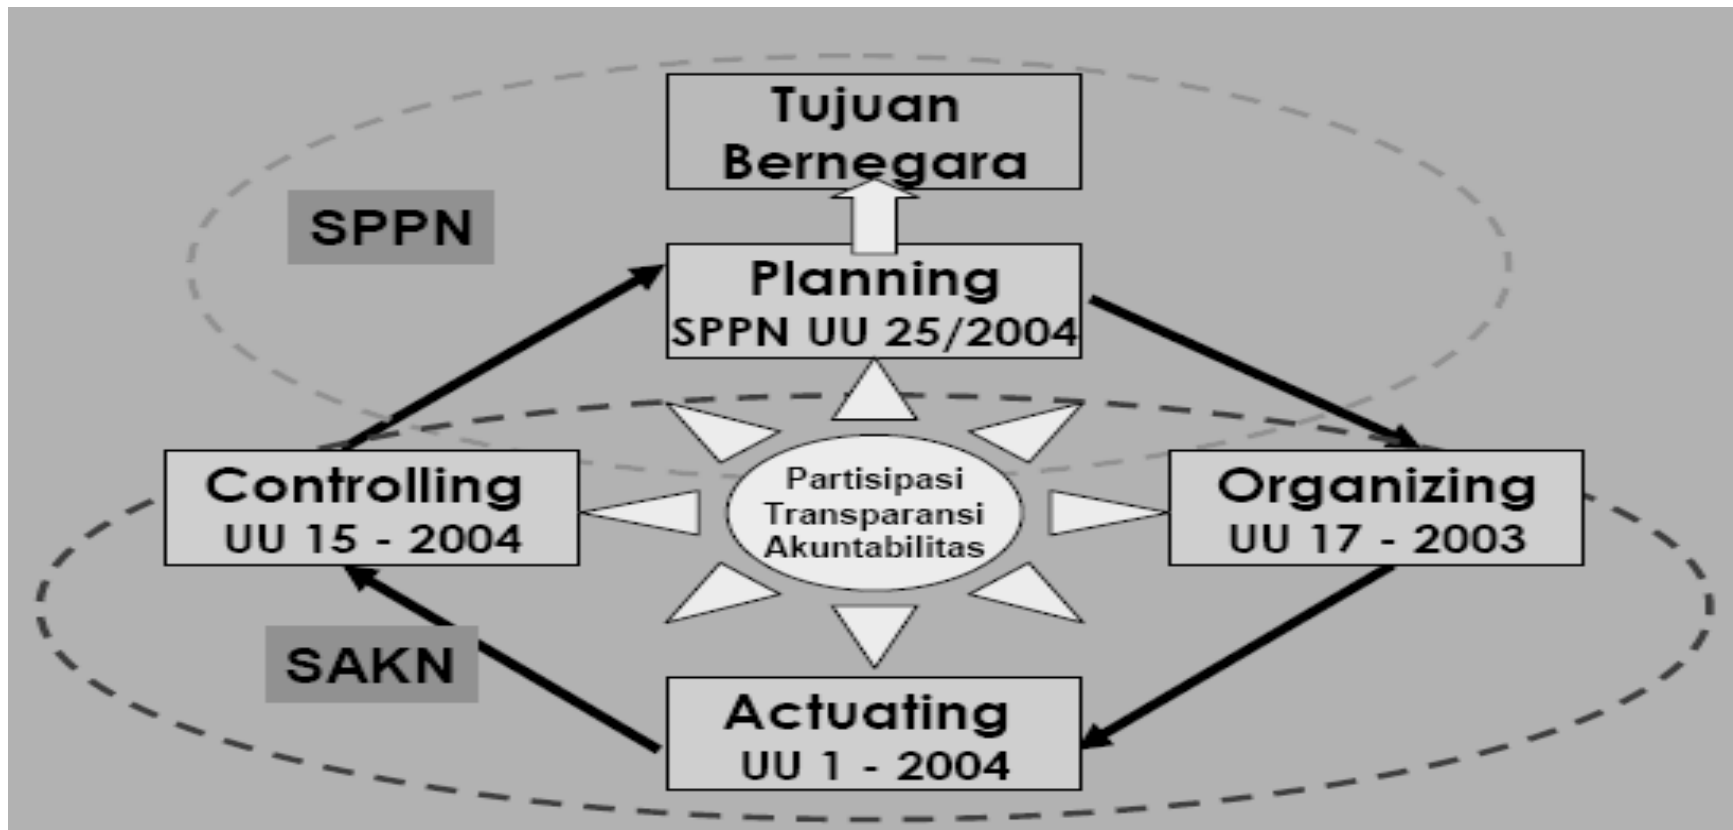 Tujuan
Bernegara
SPPN
Planning
SPPN UU 25/2004
Controlling
UU 15 - 2004
Partisipasi
Transparansi
Akuntabilitas
Organizing
UU 17 - 2003
SAKN
Actuating
UU 1 - 2004